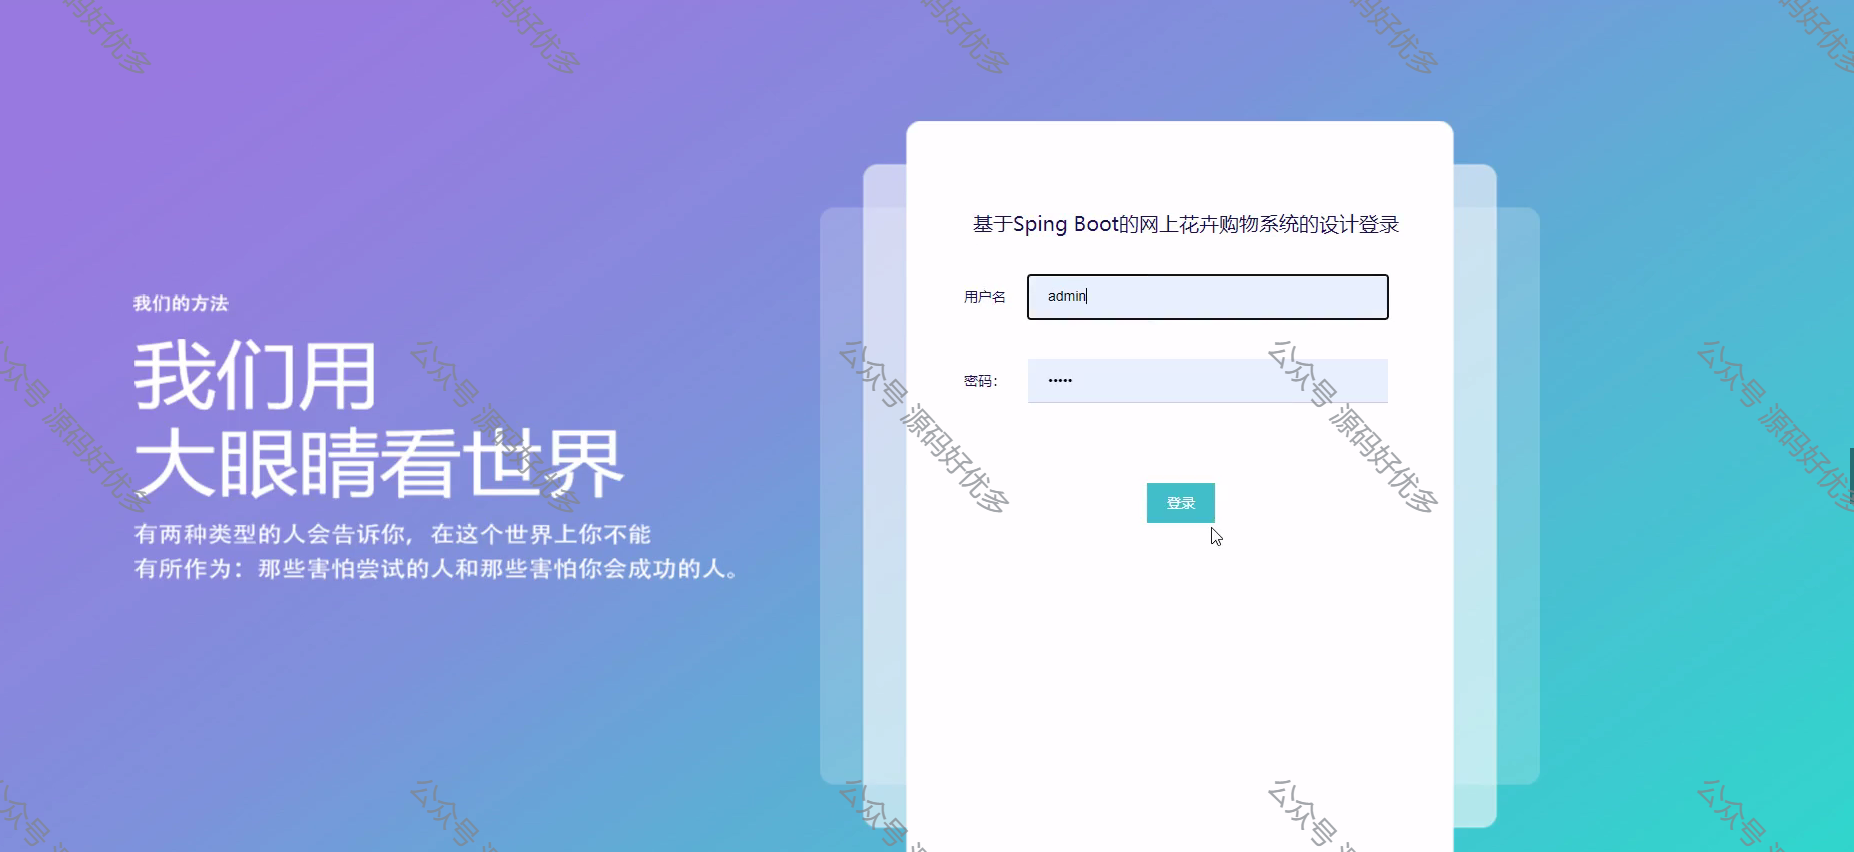 我们的方法
我们用
大眼睛看世界
有两种类型的人会告诉你，在这个世界上你不能
有所作为：那些害怕尝试的人和那些害怕你会成功的人。
基于Sping Boot的网上花卉购物系统的设计登录
用户名
admin
密码：
•••••
登录
公众号 源码好优多
公众号 源码好优多
公众号 源码好优多
公众号 源码好优多
公众号 源码好优多